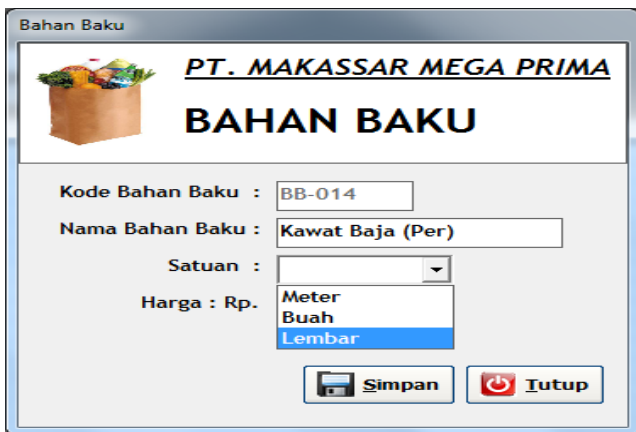 Bahan Baku
PT. MAKASSAR MEGA PRIMA
BAHAN BAKU
Kode Bahan Baku : BB-014
Nama Bahan Baku : Kawat Baja (Per)
Satuan :
Harga : Rp.
Meter
Buah
Lembar
Simpan Tutup